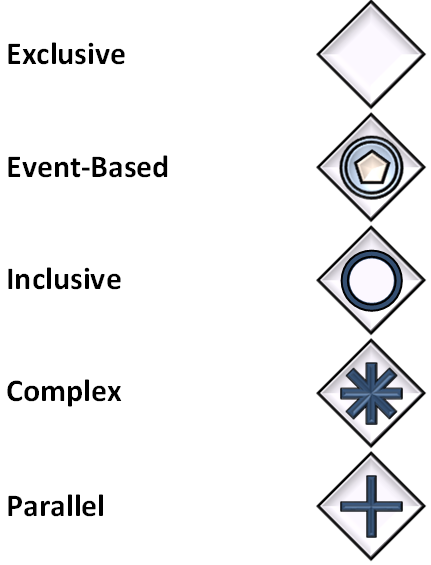 Exclusive
Event-Based
Inclusive
Complex
Parallel